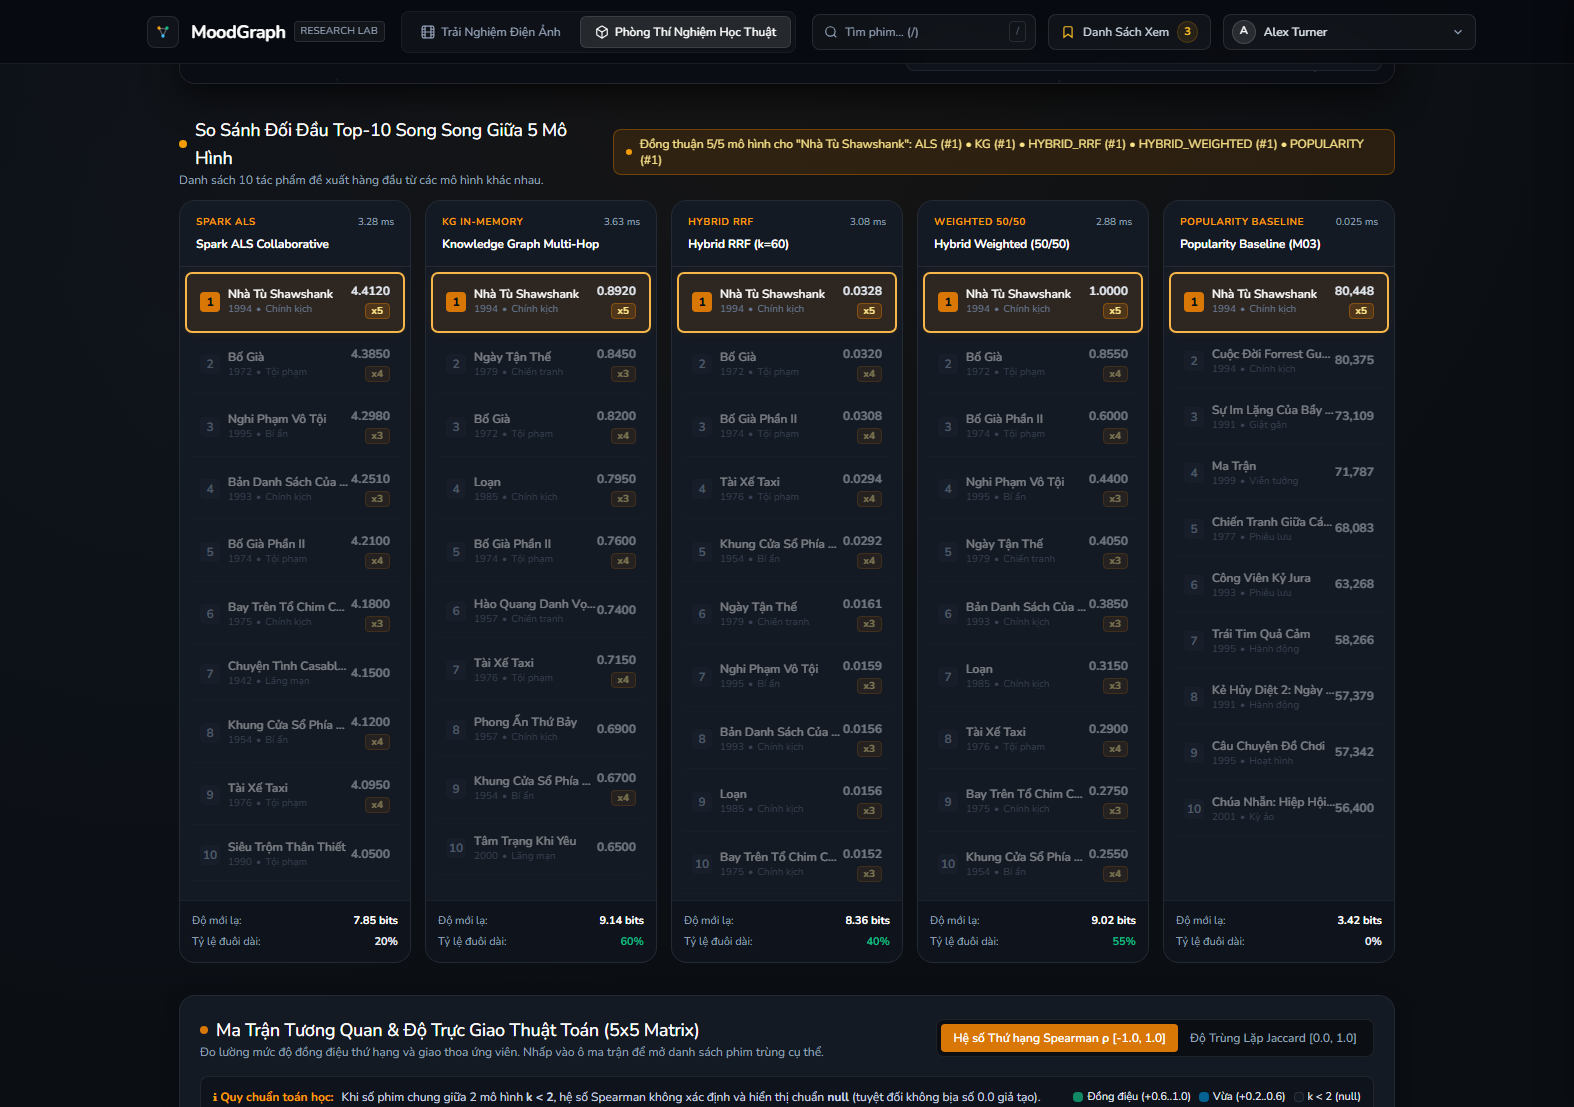 MoodGraph RESEARCH LAB Trải Nghiệm Điện Ảnh Phòng Thí Nghiệm Học Thuật Tìm phim... (/) / Danh Sách Xem 3 A Alex Turner
So Sánh Đối Đầu Top-10 Song Song Giữa 5 Mô
Hình
Danh sách 10 tác phẩm đề xuất hàng đầu từ các mô hình khác nhau.
Đồng thuận 5/5 mô hình cho "Nhà Tù Shawshank": ALS (#1) • KG (#1) • HYBRID_RRF (#1) • HYBRID_WEIGHTED (#1) • POPULARITY
(#1)
SPARK ALS 3.28 ms
Spark ALS Collaborative
1 Nhà Tù Shawshank 4.4120
1994 • Chính kịch x5
2 Bố Già 4.3850
1972 • Tội phạm x4
3 Nghi Phạm Vô Tội 4.2980
1995 • Bí ẩn x3
4 Bản Danh Sách Của ... 4.2510
1993 • Chính kịch x3
5 Bố Già Phần II 4.2100
1974 • Tội phạm x4
6 Bay Trên Tổ Chim C... 4.1800
1975 • Chính kịch x3
7 Chuyện Tình Casabl... 4.1500
1942 • Lãng mạn
8 Khung Cửa Sổ Phía ... 4.1200
1954 • Bí ẩn x4
9 Tài Xế Taxi 4.0950
1976 • Tội phạm x4
10 Siêu Trộm Thân Thiết 4.0500
1990 • Tội phạm
Độ mới lạ: 7.85 bits
Tỷ lệ đuôi dài: 20%
KG IN-MEMORY 3.63 ms
Knowledge Graph Multi-Hop
1 Nhà Tù Shawshank 0.8920
1994 • Chính kịch x5
2 Ngày Tận Thế 0.8450
1979 • Chiến tranh x3
3 Bố Già 0.8200
1972 • Tội phạm x4
4 Loạn 0.7950
1985 • Chính kịch x3
5 Bố Già Phần II 0.7600
1974 • Tội phạm x4
6 Hào Quang Danh Vọ... 0.7400
1957 • Chiến tranh
7 Tài Xế Taxi 0.7150
1976 • Tội phạm x4
8 Phong Ấn Thứ Bảy 0.6900
1957 • Chính kịch
9 Khung Cửa Sổ Phía ... 0.6700
1954 • Bí ẩn x4
10 Tâm Trạng Khi Yêu 0.6500
2000 • Lãng mạn
Độ mới lạ: 9.14 bits
Tỷ lệ đuôi dài: 60%
HYBRID RRF 3.08 ms
Hybrid RRF (k=60)
1 Nhà Tù Shawshank 0.0328
1994 • Chính kịch x5
2 Bố Già 0.0320
1972 • Tội phạm x4
3 Bố Già Phần II 0.0308
1974 • Tội phạm x4
4 Tài Xế Taxi 0.0294
1976 • Tội phạm x4
5 Khung Cửa Sổ Phía ... 0.0292
1954 • Bí ẩn x4
6 Ngày Tận Thế 0.0161
1979 • Chiến tranh x3
7 Nghi Phạm Vô Tội 0.0159
1995 • Bí ẩn x3
8 Bản Danh Sách Của ... 0.0156
1993 • Chính kịch x3
9 Loạn 0.0156
1985 • Chính kịch x3
10 Bay Trên Tổ Chim C... 0.0152
1975 • Chính kịch x3
Độ mới lạ: 8.36 bits
Tỷ lệ đuôi dài: 40%
WEIGHTED 50/50 2.88 ms
Hybrid Weighted (50/50)
1 Nhà Tù Shawshank 1.0000
1994 • Chính kịch x5
2 Bố Già 0.8550
1972 • Tội phạm x4
3 Bố Già Phần II 0.6000
1974 • Tội phạm x4
4 Nghi Phạm Vô Tội 0.4400
1995 • Bí ẩn x3
5 Ngày Tận Thế 0.4050
1979 • Chiến tranh x3
6 Bản Danh Sách Của ... 0.3850
1993 • Chính kịch x3
7 Loạn 0.3150
1985 • Chính kịch x3
8 Tài Xế Taxi 0.2900
1976 • Tội phạm x4
9 Bay Trên Tổ Chim C... 0.2750
1975 • Chính kịch x3
10 Khung Cửa Sổ Phía ... 0.2550
1954 • Bí ẩn x4
Độ mới lạ: 9.02 bits
Tỷ lệ đuôi dài: 55%
POPULARITY BASELINE 0.025 ms
Popularity Baseline (M03)
1 Nhà Tù Shawshank 80,448
1994 • Chính kịch x5
2 Cuộc Đời Forrest Gu... 80,375
1994 • Chính kịch
3 Sự Im Lặng Của Bầy ... 73,109
1991 • Giật gân
4 Ma Trận 71,787
1999 • Viễn tưởng
5 Chiến Tranh Giữa Cá... 68,083
1977 • Phiêu lưu
6 Công Viên Kỷ Jura 63,268
1993 • Phiêu lưu
7 Trái Tim Quả Cảm 58,266
1995 • Hành động
8 Kẻ Hủy Diệt 2: Ngày ... 57,379
1991 • Hành động
9 Câu Chuyện Đồ Chơi 57,342
1995 • Hoạt hình
10 Chúa Nhẫn: Hiệp Hội... 56,400
2001 • Kỳ ảo
Độ mới lạ: 3.42 bits
Tỷ lệ đuôi dài: 0%
Ma Trận Tương Quan & Độ Trực Giao Thuật Toán (5x5 Matrix)
Đo lường mức độ đồng điệu thứ hạng và giao thoa ứng viên. Nhấp vào ô ma trận để mở danh sách phim trùng cụ thể.
Hệ số Thứ hạng Spearman ρ [-1.0, 1.0] Độ Trùng Lặp Jaccard [0.0, 1.0]
ℹ Quy chuẩn toán học: Khi số phim chung giữa 2 mô hình k < 2, hệ số Spearman không xác định và hiển thị chuẩn null (tuyệt đối không bịa số 0.0 giả tạo). Đồng điệu (+0.6..1.0) Vừa (+0.2..0.6) k < 2 (null)